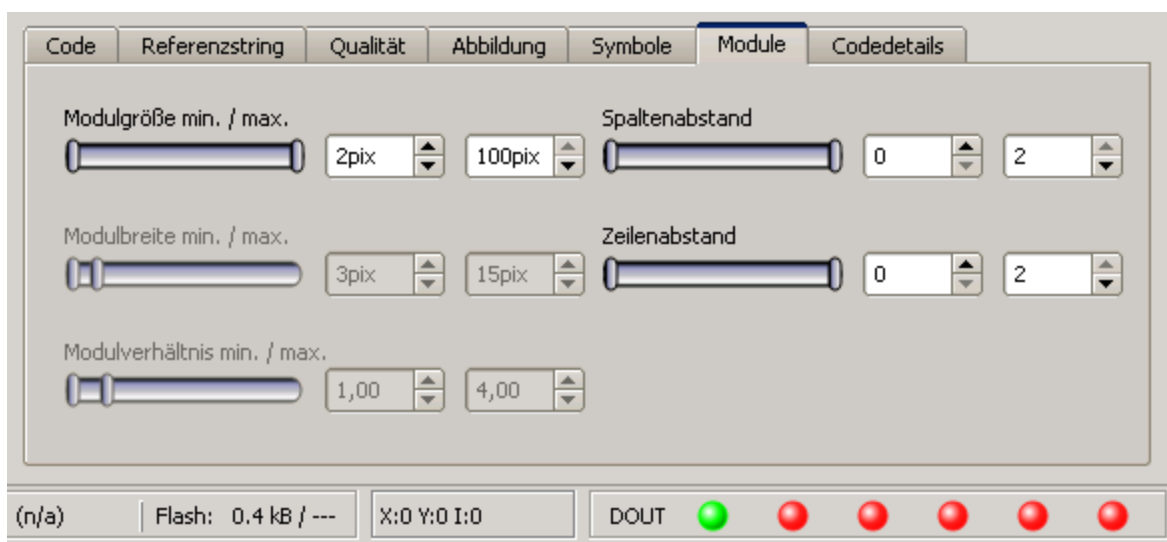 Code Referenzstring Qualität Abbildung Symbole Module Codedetails
Modulgröße min. / max.
2pix 100pix
Spaltenabstand
0 2
Modulbreite min. / max.
3pix 15pix
Zeilenabstand
0 2
Modulverhältnis min. / max.
1,00 4,00
(n/a) Flash: 0.4 kB / --- X:0 Y:0 I:0 DOUT